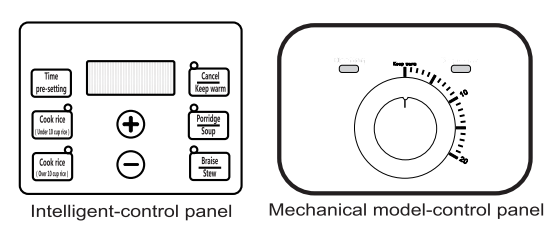 Time
pre-setting
Cancel
Keep warm
Cook rice
(Under 10 cup rice)
Porridge
Soup
Cook rice
(Over 10 cup rice)
Braise
Stew
Intelligent-control panel
Keep warm
10
20
Mechanical model-control panel